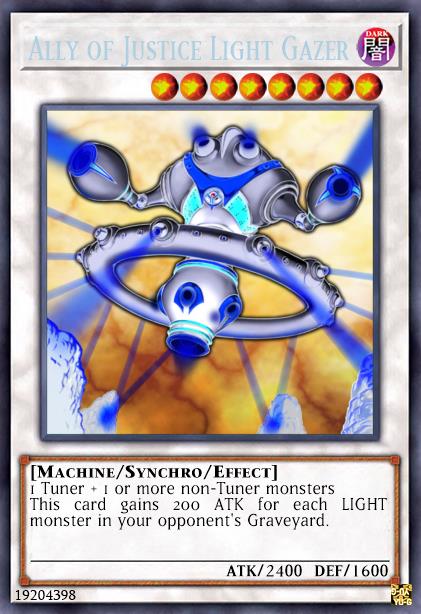 Ally of Justice Light Gazer
DARK
闇
[Machine/Synchro/Effect]
1 Tuner + 1 or more non-Tuner monsters
This card gains 200 ATK for each LIGHT
monster in your opponent's Graveyard.
ATK/2400 DEF/1600
19204398